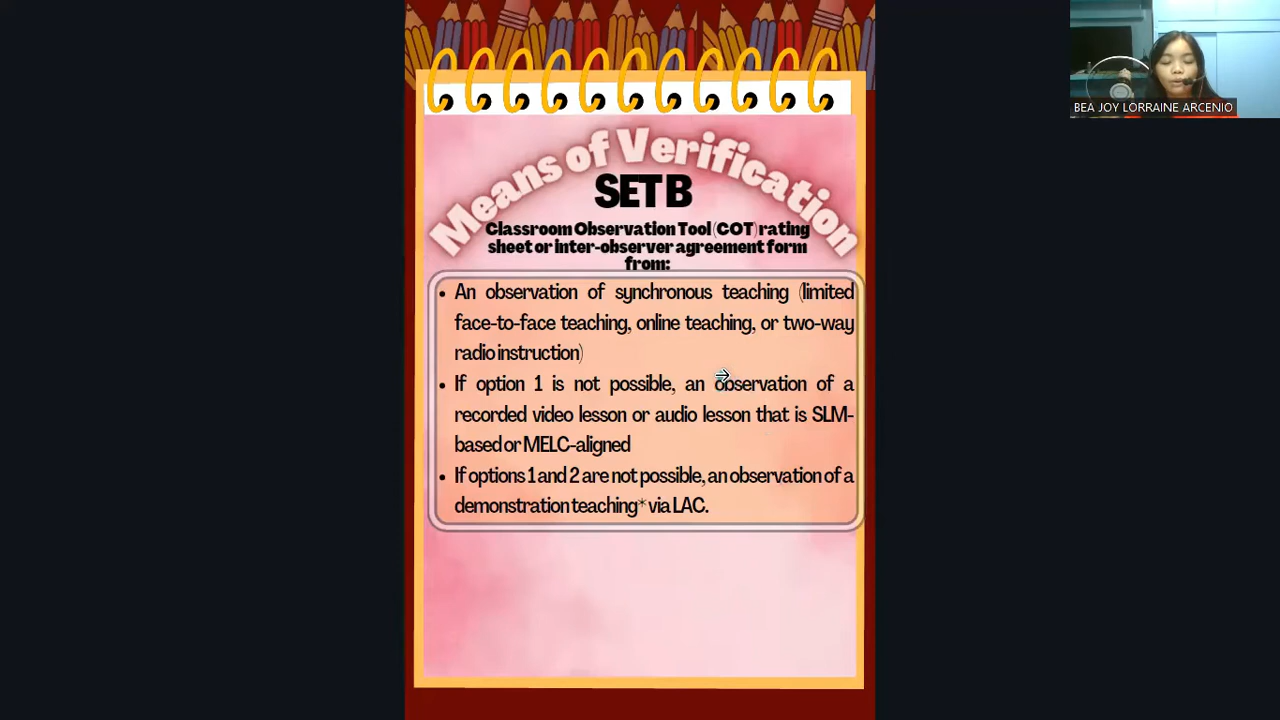 Means of Verification
SET B
Classroom Observation Tool (COT) rating
sheet or inter-observer agreement form
from:
• An observation of synchronous teaching (limited
face-to-face teaching, online teaching, or two-way
radio instruction)
• If option 1 is not possible, an observation of a
recorded video lesson or audio lesson that is SLM-
based or MELC-aligned
• If options 1 and 2 are not possible, an observation of a
demonstration teaching* via LAC.
BEA JOY LORRAINE ARCENIO